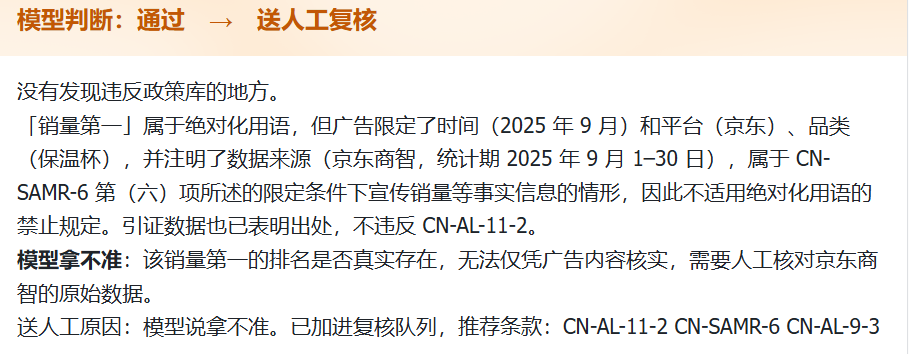 模型判断：通过 → 送人工复核
没有发现违反政策库的地方。
「销量第一」属于绝对化用语，但广告限定了时间（2025 年 9 月）和平台（京东）、品类
（保温杯），并注明了数据来源（京东商智，统计期 2025 年 9 月 1–30 日），属于 CN-
SAMR-6 第（六）项所述的限定条件下宣传销量等事实信息的情形，因此不适用绝对化用语的
禁止规定。引证数据也已表明出处，不违反 CN-AL-11-2。
模型拿不准：该销量第一的排名是否真实存在，无法仅凭广告内容核实，需要人工核对京东商
智的原始数据。
送人工原因：模型说拿不准。已加进复核队列，推荐条款：CN-AL-11-2 CN-SAMR-6 CN-AL-9-3